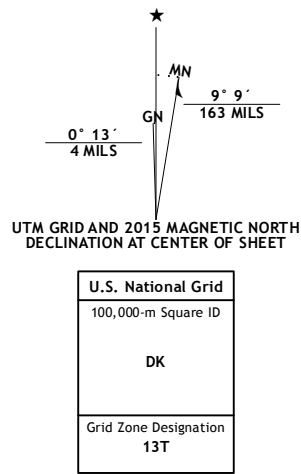 ★
MN
9° 9´
163 MILS
GN
0° 13´
4 MILS
UTM GRID AND 2015 MAGNETIC NORTH
DECLINATION AT CENTER OF SHEET
U.S. National Grid
100,000-m Square ID
DK
Grid Zone Designation
13T